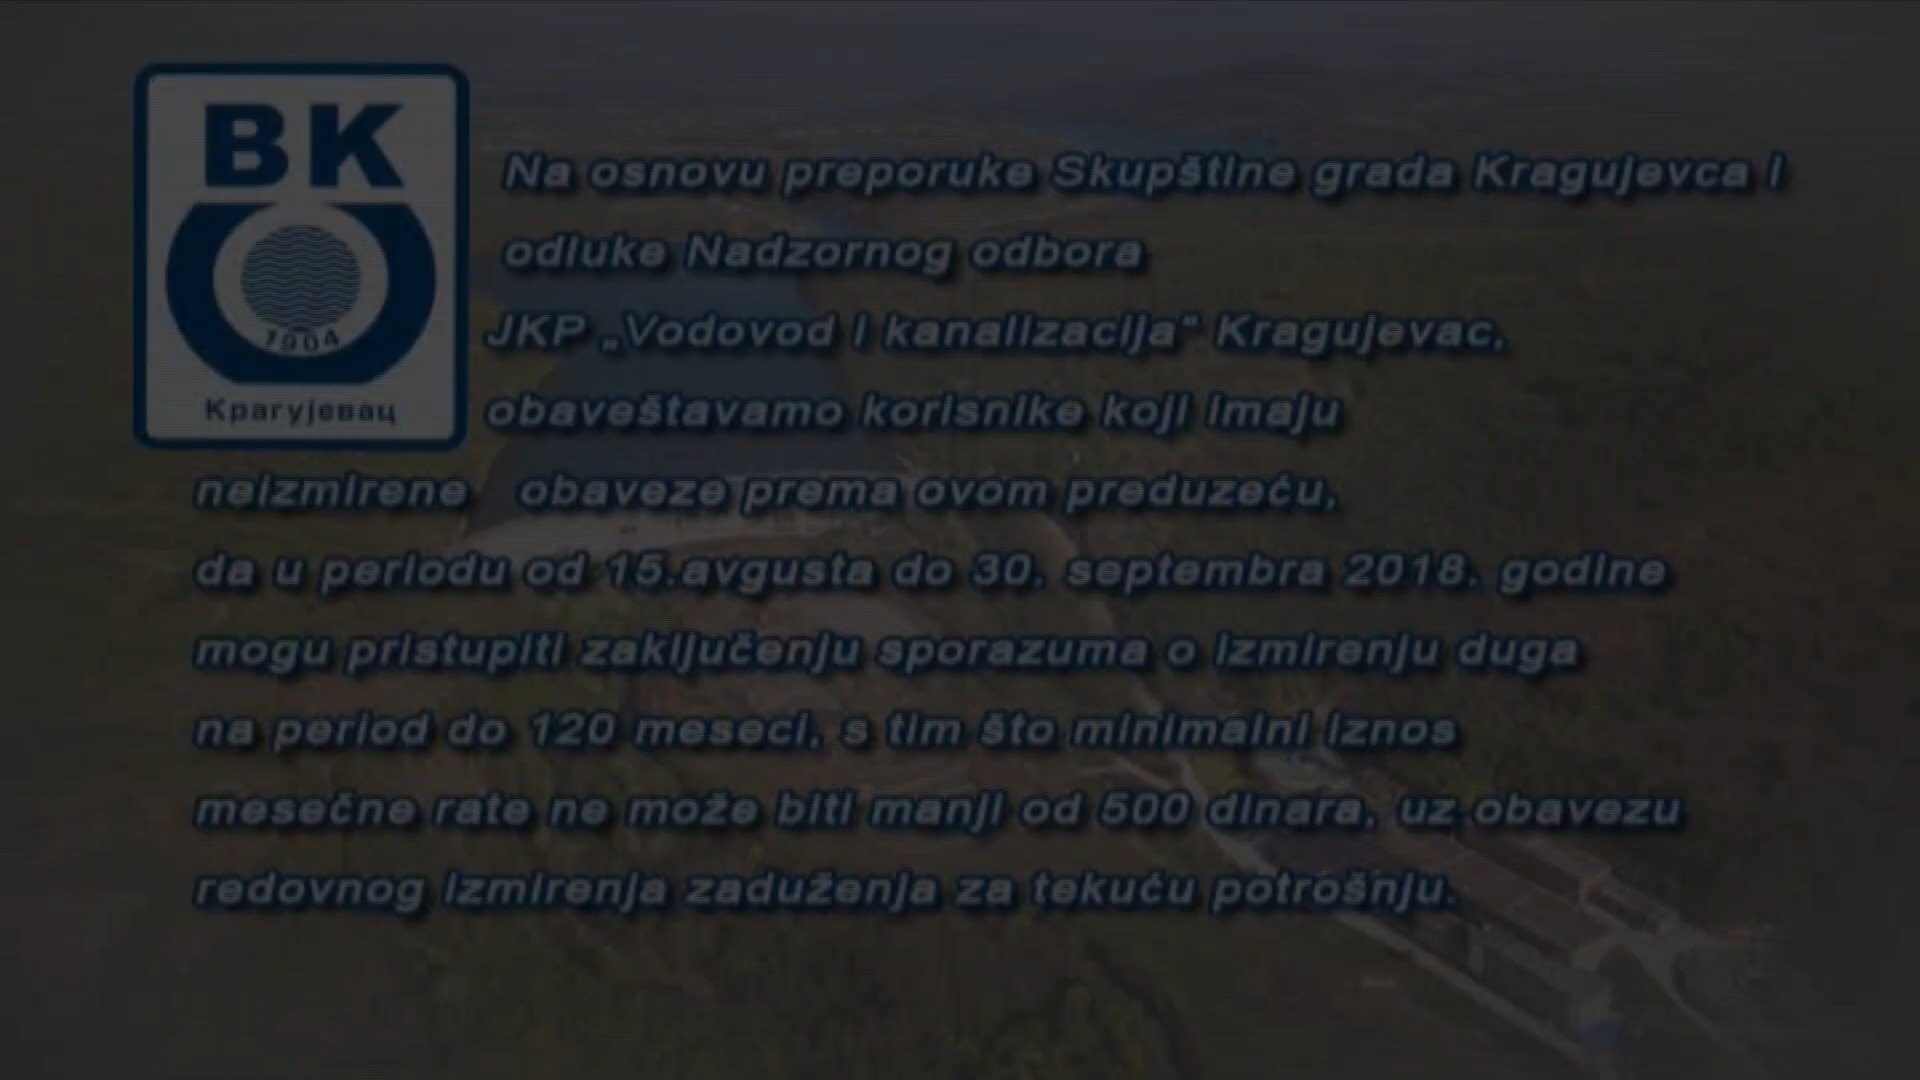 ВК
1904
Крагујевац
Na osnovu preporuke Skupštine grada Kragujevca i
odluke Nadzornog odbora
JKP „Vodovod i kanalizacija“ Kragujevac,
obaveštavamo korisnike koji imaju
neizmirene obaveze prema ovom preduzeću,
da u periodu od 15.avgusta do 30. septembra 2018. godine
mogu pristupiti zaključenju sporazuma o izmirenju duga
na period do 120 meseci, s tim što minimalni iznos
mesečne rate ne može biti manji od 500 dinara, uz obavezu
redovnog izmirenja zaduženja za tekuću potrošnju.